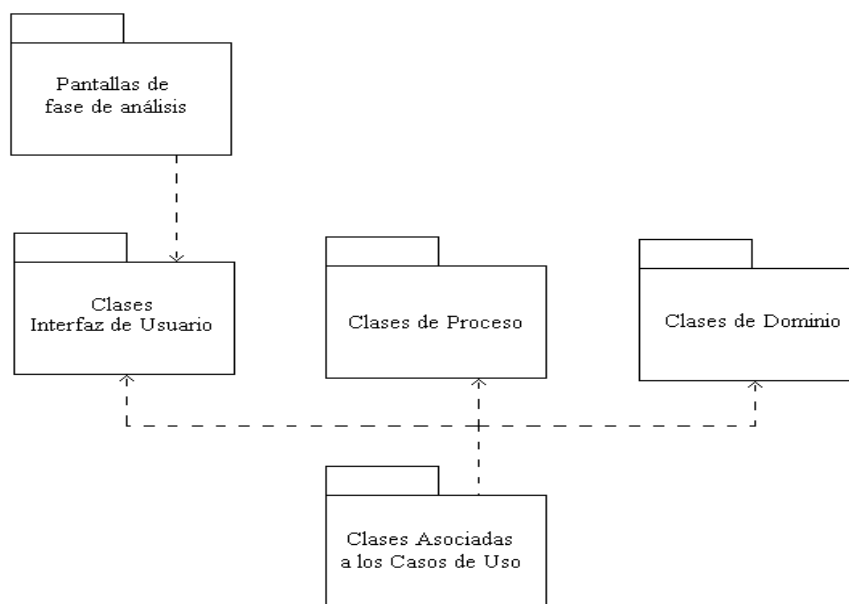 Pantallas de
fase de análisis
Clases
Interfaz de Usuario
Clases de Proceso
Clases de Dominio
Clases Asociadas
a los Casos de Uso